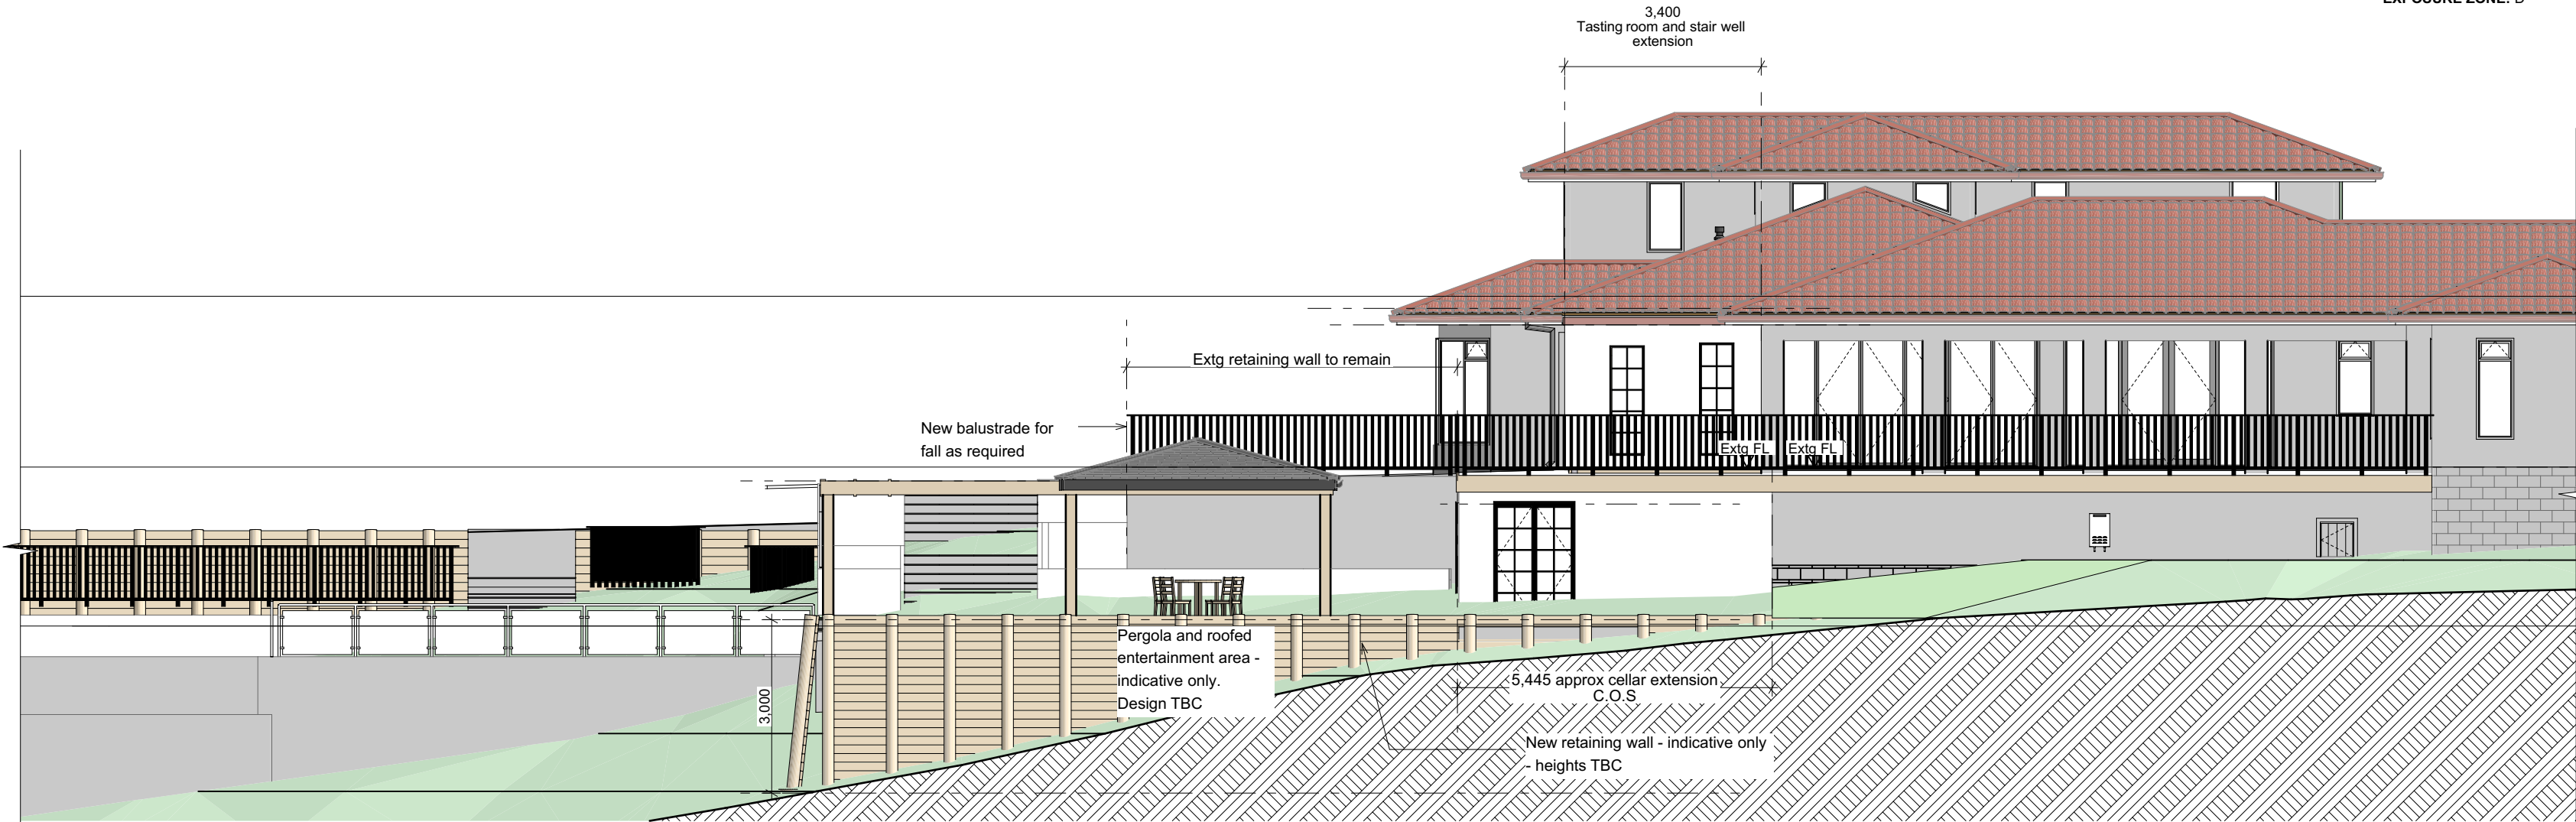 3,400
Tasting room and stair well
extension
Extg retaining wall to remain
New balustrade for
fall as required
Extg FL
Extg FL
Pergola and roofed
entertainment area -
indicative only.
Design TBC
3,000
5,445 approx cellar extension
C.O.S
New retaining wall - indicative only
- heights TBC